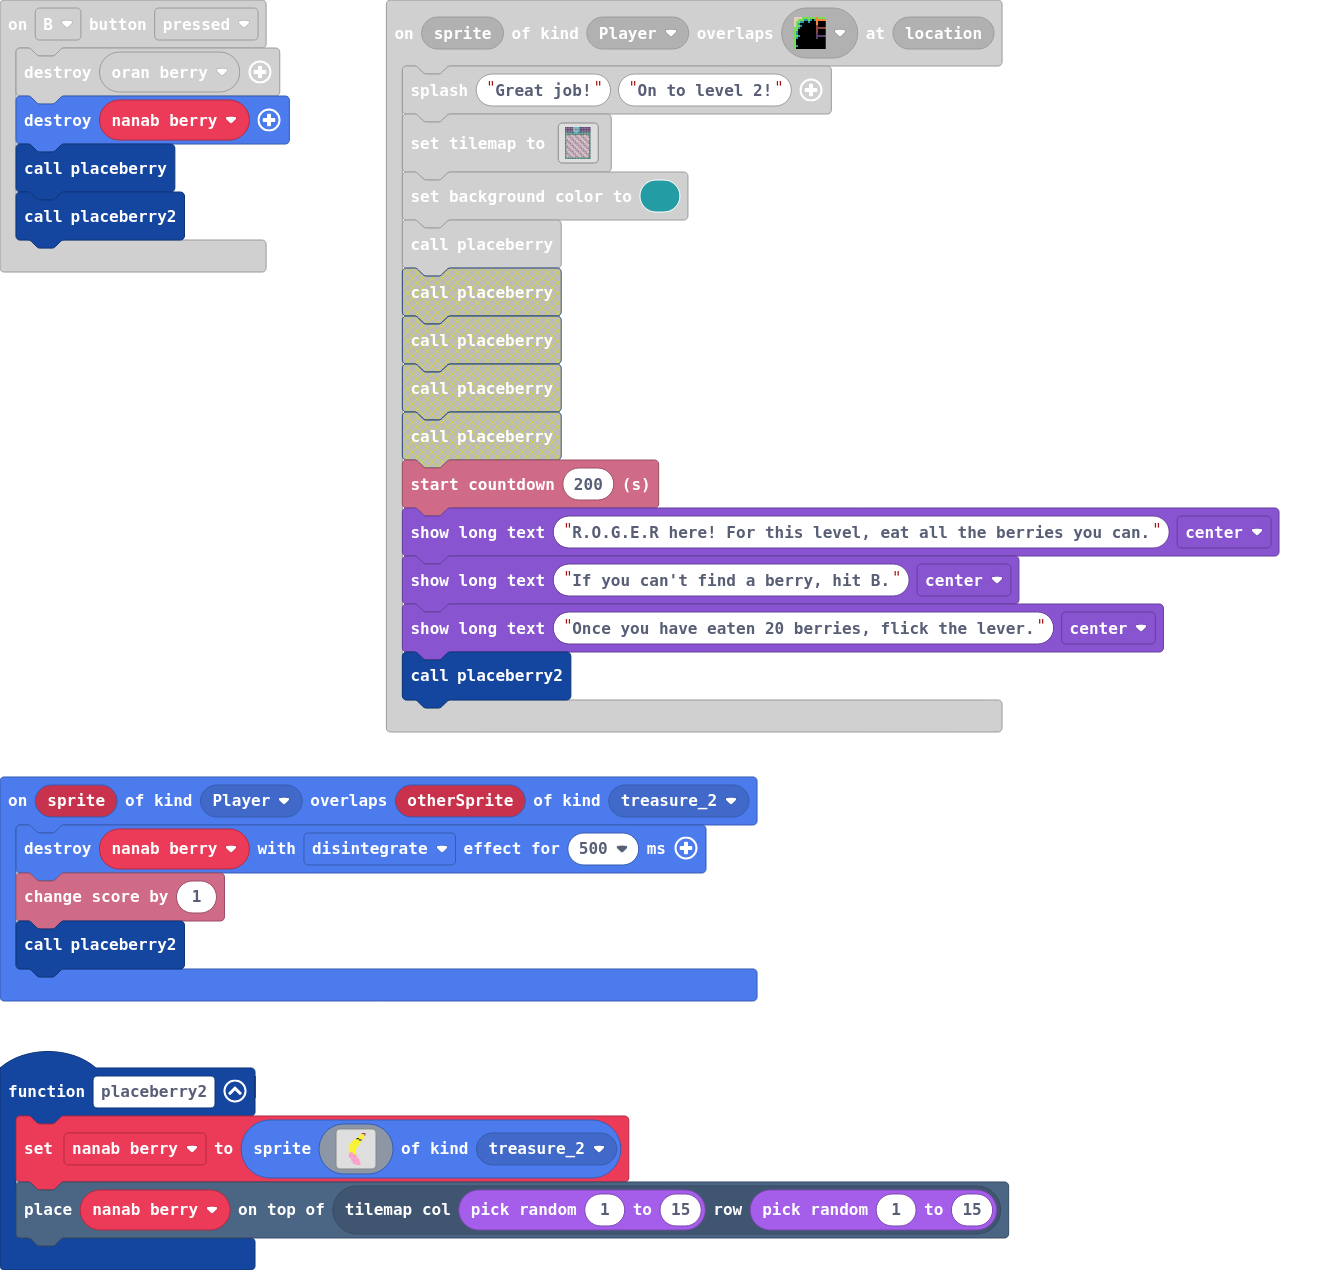 on B button pressed
destroy oran berry
destroy nanab berry
call placeberry
call placeberry2
on sprite of kind Player overlaps at location
splash "Great job!" "On to level 2!"
set tilemap to
set background color to
call placeberry
call placeberry
call placeberry
call placeberry
call placeberry
start countdown 200 (s)
show long text "R.O.G.E.R here! For this level, eat all the berries you can." center
show long text "If you can't find a berry, hit B." center
show long text "Once you have eaten 20 berries, flick the lever." center
call placeberry2
on sprite of kind Player overlaps otherSprite of kind treasure_2
destroy nanab berry with disintegrate effect for 500 ms
change score by 1
call placeberry2
function placeberry2
set nanab berry to sprite of kind treasure_2
place nanab berry on top of tilemap col pick random 1 to 15 row pick random 1 to 15